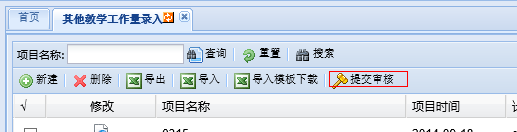 首页 其他教学工作量录入
项目名称: 查询 重置 搜索
新建 删除 导出 导入 导入模板下载 提交审核
√ 修改 项目名称 项目时间